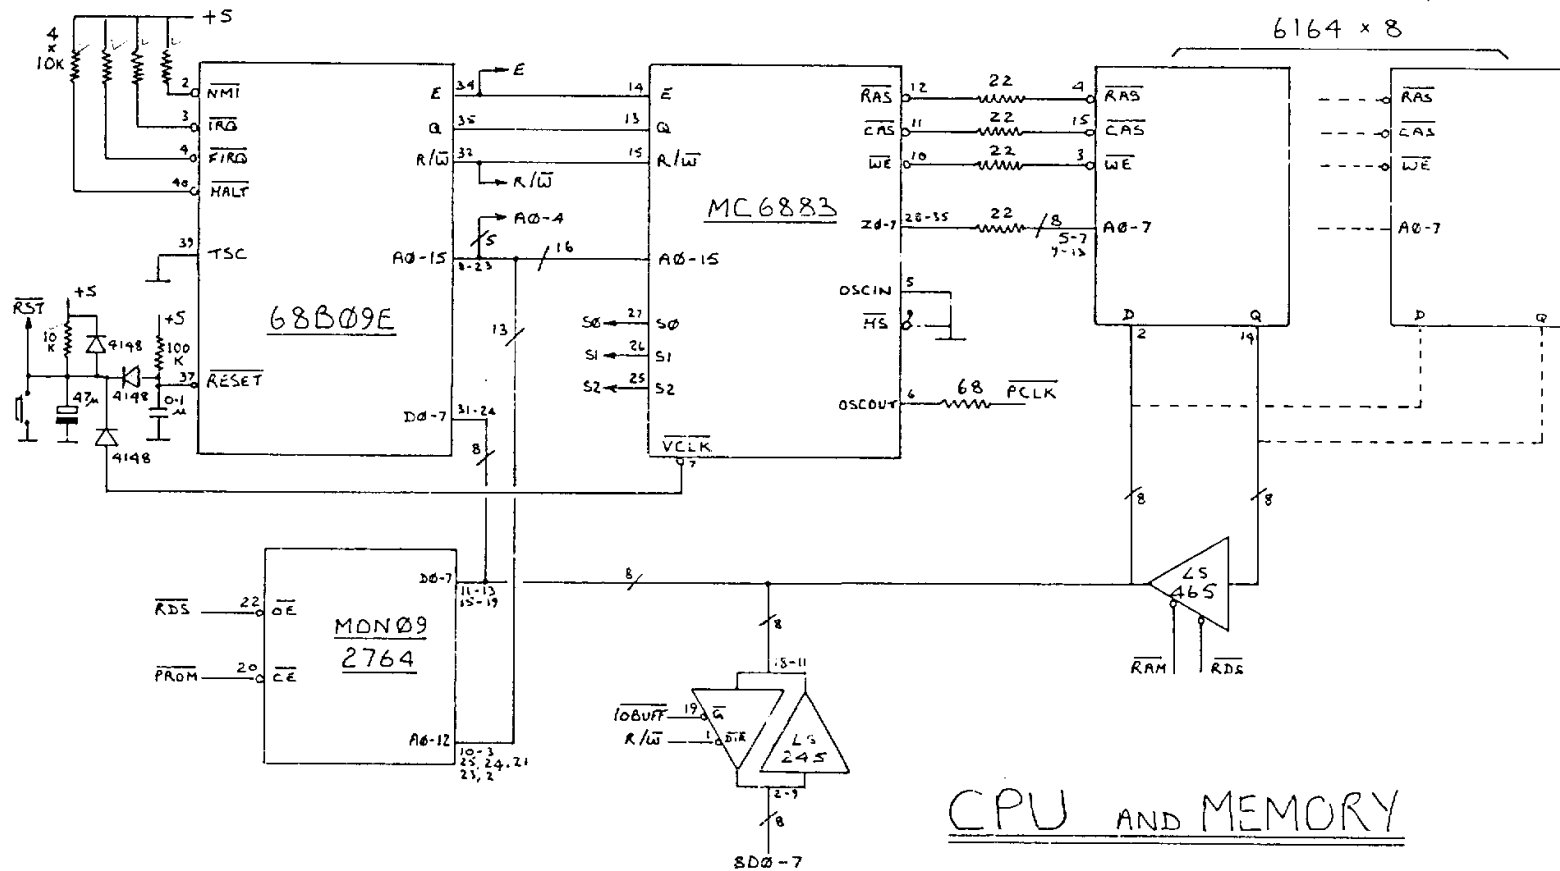 6164 × 8
+5
4
×
10K
2 NMI
3 IRQ
4 FIRQ
40 HALT
39 TSC
37 RESET
68B09E
E 34
Q 35
R/W 32
A0-15
8-23
D0-7 31-24
E
R/W
A0-4
5
16
13
8
RST
+5
10
K
4148
+5
100
K
4148
47μ
0.1
μ
4148
14 E
13 Q
15 R/W
A0-15
S0 27 S0
S1 26 S1
S2 25 S2
VCLK
7
MC6883
RAS 12
CAS 11
WE 10
Z0-7 28-35
OSCIN 5
HS
OSCOUT 6
68
PCLK
22
22
22
22
8
5-7
9-13
4 RAS
15 CAS
3 WE
A0-7
D
2
Q
14
RAS
CAS
WE
A0-7
D
Q
8
8
LS
465
RAM
RDS
RDS 22 OE
PROM 20 CE
MON09
2764
D0-7
11-13
15-19
A0-12
10-3
25,24,21
23,2
8
8
18-11
IOBUFF 19 G
R/W 1 DIR
LS
245
2-9
8
BD0-7
CPU AND MEMORY